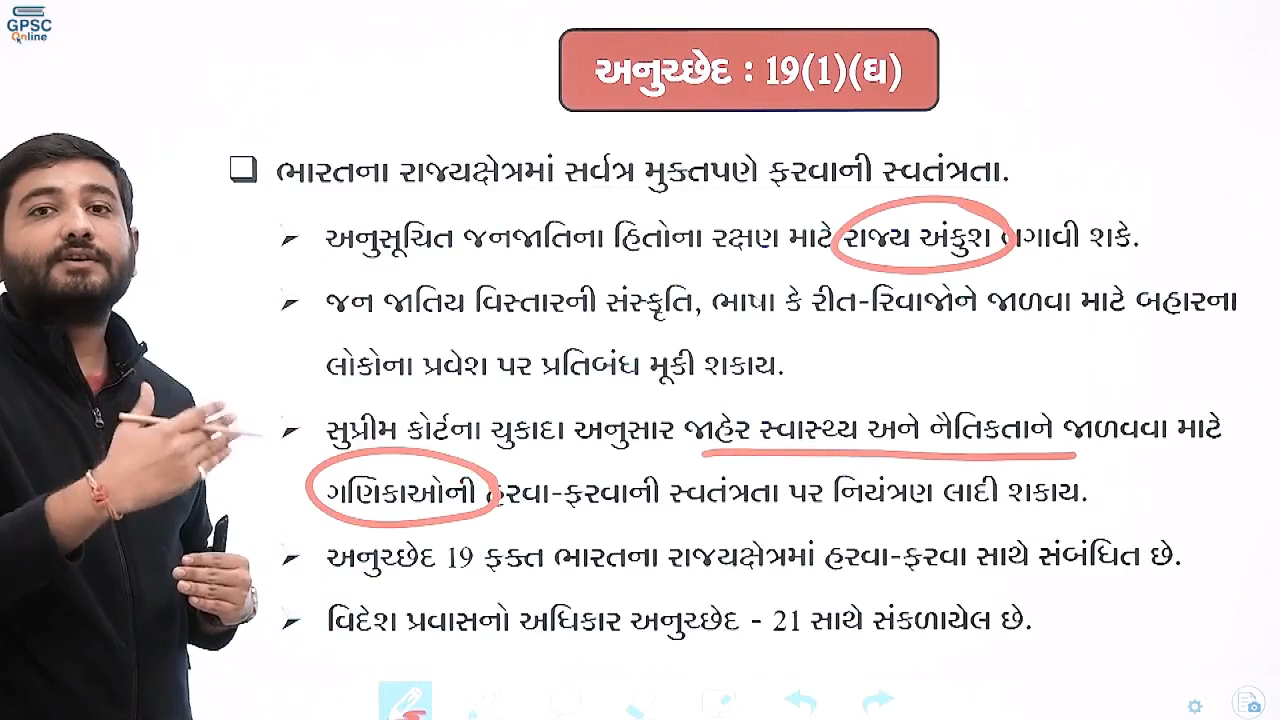 GPSC
Online
અનુચ્છેદ : 19(1)(ઘ)
ભારતના રાજ્યક્ષેત્રમાં સર્વત્ર મુક્તપણે ફરવાની સ્વતંત્રતા.
અનુસૂચિત જનજાતિના હિતોના રક્ષણ માટે રાજ્ય અંકુશ લગાવી શકે.
જન જાતિય વિસ્તારની સંસ્કૃતિ, ભાષા કે રીત-રિવાજોને જાળવા માટે બહારના
લોકોના પ્રવેશ પર પ્રતિબંધ મૂકી શકાય.
સુપ્રીમ કોર્ટના ચુકાદા અનુસાર જાહેર સ્વાસ્થ્ય અને નૈતિકતાને જાળવવા માટે
ગણિકાઓની હરવા-ફરવાની સ્વતંત્રતા પર નિયંત્રણ લાદી શકાય.
અનુચ્છેદ 19 ફક્ત ભારતના રાજયક્ષેત્રમાં હરવા-ફરવા સાથે સંબંધિત છે.
વિદેશ પ્રવાસનો અધિકાર અનુચ્છેદ - 21 સાથે સંકળાયેલ છે.